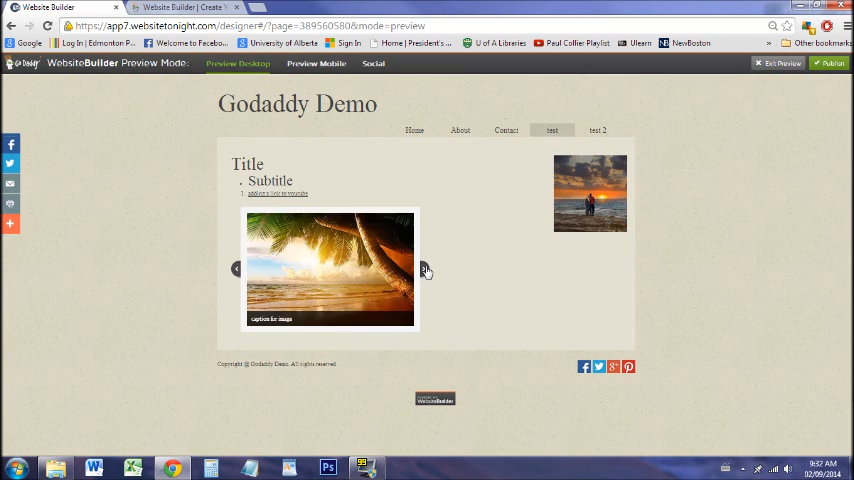 Website Builder
Website Builder | Create Y
https://app7.websitetonight.com/designer#/?page=389560580&mode=preview
Google
Log In | Edmonton P...
Welcome to Facebo...
University of Alberta
Sign In
Home | President's ...
U of A Libraries
Paul Collier Playlist
Ulearn
NewBoston
»
Other bookmarks
WebsiteBuilder Preview Mode:
Preview Desktop
Preview Mobile
Social
Exit Preview
Publish
Godaddy Demo
Home
About
Contact
test
test 2
Title
Subtitle
1. adding a link to youtube
caption for image
Copyright @ Godaddy Demo. All rights reserved.
WebsiteBuilder
9:32 AM
02/09/2014